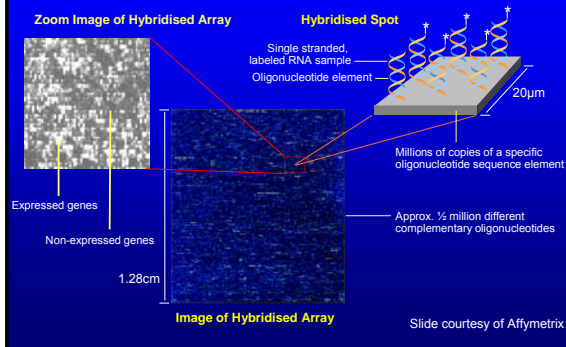 Zoom Image of Hybridised Array
Hybridised Spot
Single stranded,
labeled RNA sample
Oligonucleotide element
* * * * * *
20µm
Millions of copies of a specific
oligonucleotide sequence element
Expressed genes
Non-expressed genes
Approx. ½ million different
complementary oligonucleotides
1.28cm
Image of Hybridised Array
Slide courtesy of Affymetrix